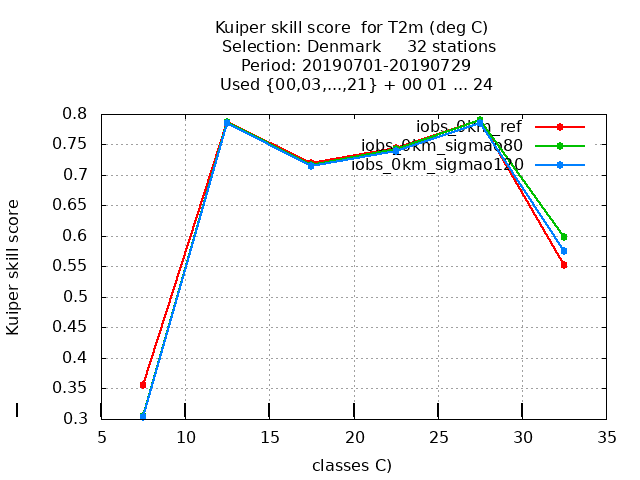 Kuiper skill score for T2m (deg C)
Selection: Denmark 32 stations
Period: 20190701-20190729
Used {00,03,...,21} + 00 01 ... 24
iobs_0km_ref
iobs_0km_sigmao80
iobs_0km_sigmao120
0.8
0.75
0.7
0.65
0.6
0.55
0.5
0.45
0.4
0.35
0.3
Kuiper skill score
5 10 15 20 25 30 35
classes C)